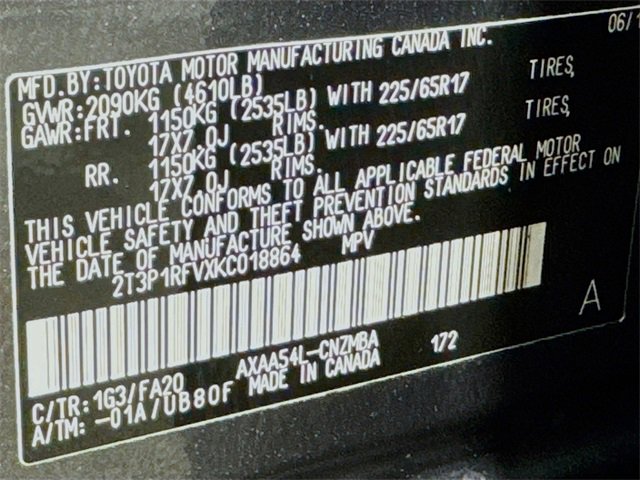 06/1
MFD.BY:TOYOTA MOTOR MANUFACTURING CANADA INC.
GVWR:2090KG (4610LB)
GAWR:FRT. 1150KG (2535LB) WITH 225/65R17 TIRES,
17X7.0J RIMS.
RR. 1150KG (2535LB) WITH 225/65R17 TIRES,
17X7.0J RIMS.
THIS VEHICLE CONFORMS TO ALL APPLICABLE FEDERAL MOTOR
VEHICLE SAFETY AND THEFT PREVENTION STANDARDS IN EFFECT ON
THE DATE OF MANUFACTURE SHOWN ABOVE.
2T3P1RFVXKC018864 MPV
A
AXAA54L-CNZMBA 172
C/TR:1G3/FA20 MADE IN CANADA
A/TM:-01A/UB80F